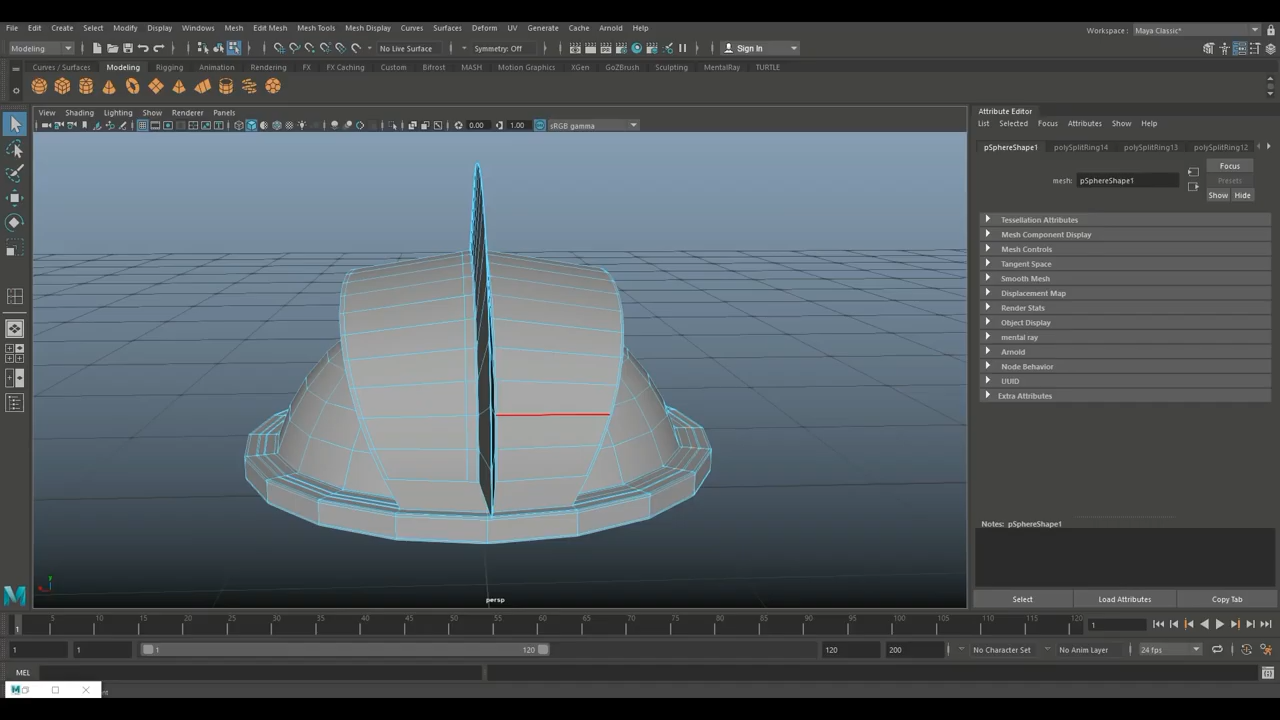 File Edit Create Select Modify Display Windows Mesh Edit Mesh Mesh Tools Mesh Display Curves Surfaces Deform UV Generate Cache Arnold Help
Workspace : Maya Classic*
Modeling No Live Surface Symmetry: Off Sign In
Curves / Surfaces Modeling Rigging Animation Rendering FX FX Caching Custom Bifrost MASH Motion Graphics XGen Go2Brush Sculpting MentalRay TURTLE
Attribute Editor
View Shading Lighting Show Renderer Panels
List Selected Focus Attributes Show Help
0.00 1.00 sRGB gamma
pSphereShape1 polySplitRing14 polySplitRing13 polySplitRing12
Focus
mesh: pSphereShape1 Presets
Show Hide
Tessellation Attributes
Mesh Component Display
Mesh Controls
Tangent Space
Smooth Mesh
Displacement Map
Render Stats
Object Display
mental ray
Arnold
Node Behavior
UUID
Extra Attributes
Notes: pSphereShape1
y
persp
Select Load Attributes Copy Tab
1 5 10 15 20 25 30 35 40 45 50 55 60 65 70 75 80 85 90 95 100 105 110 115 120 1
1 1 1 120 120 200 No Character Set No Anim Layer 24 fps
MEL